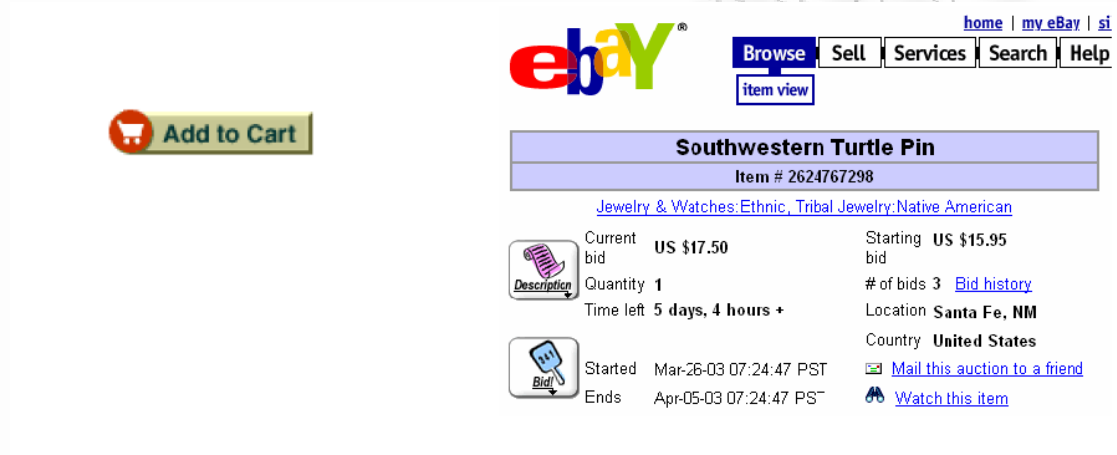 Add to Cart
ebaY®
home | my eBay | si
Browse Sell Services Search Help
item view
Southwestern Turtle Pin
Item # 2624767298
Jewelry & Watches:Ethnic, Tribal Jewelry:Native American
Current bid US $17.50 Starting bid US $15.95
Description Quantity 1 # of bids 3 Bid history
Time left 5 days, 4 hours + Location Santa Fe, NM
Country United States
241
Bid! Started Mar-26-03 07:24:47 PST Mail this auction to a friend
Ends Apr-05-03 07:24:47 PST Watch this item